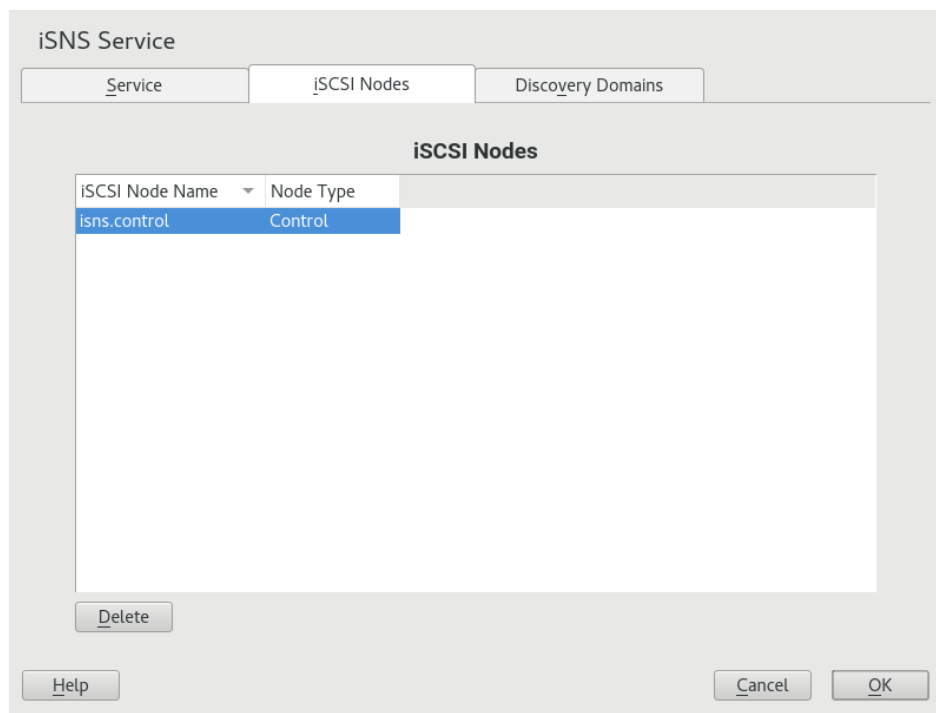 iSNS Service
Service iSCSI Nodes Discovery Domains
iSCSI Nodes
iSCSI Node Name Node Type
isns.control Control
Delete
Help Cancel OK